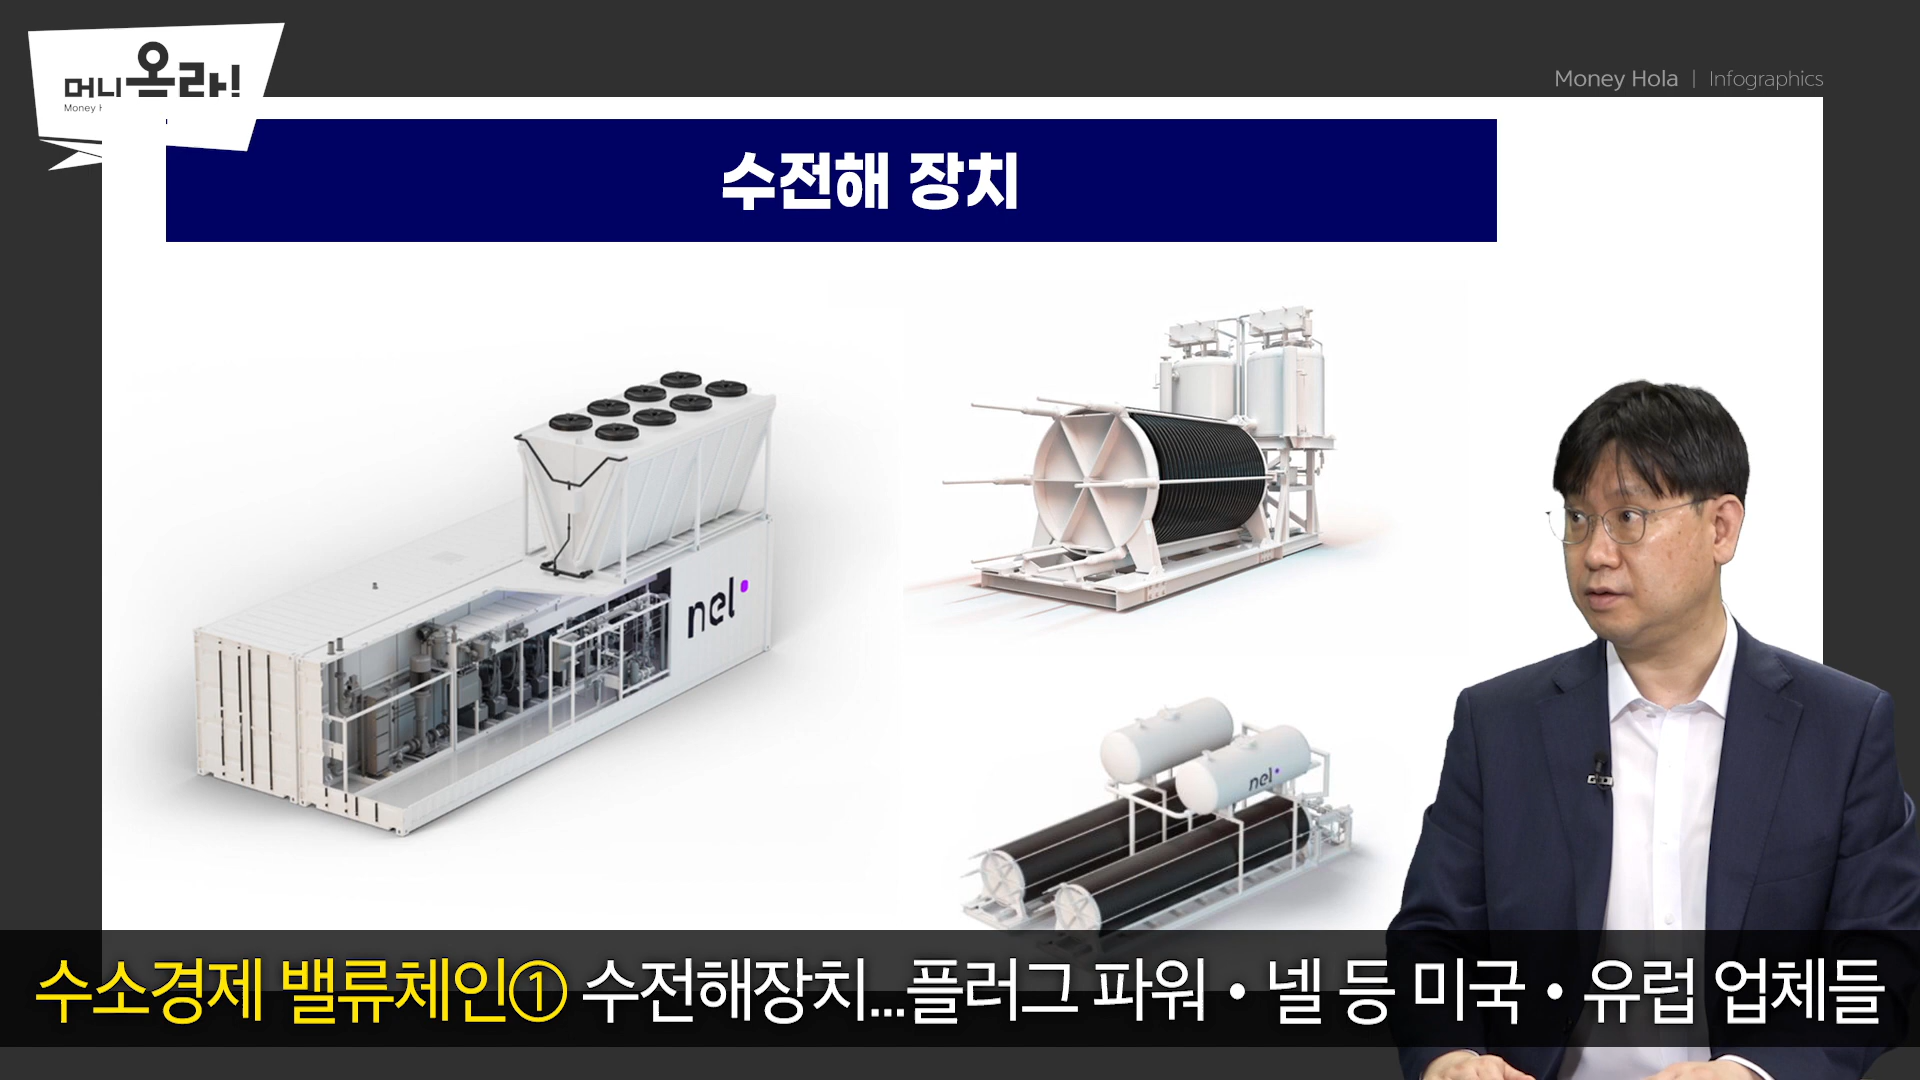 머니올라!
Money H
Money Hola | Infographics
수전해 장치
nel
nel
수소경제 밸류체인① 수전해장치...플러그 파워•넬 등 미국•유럽 업체들